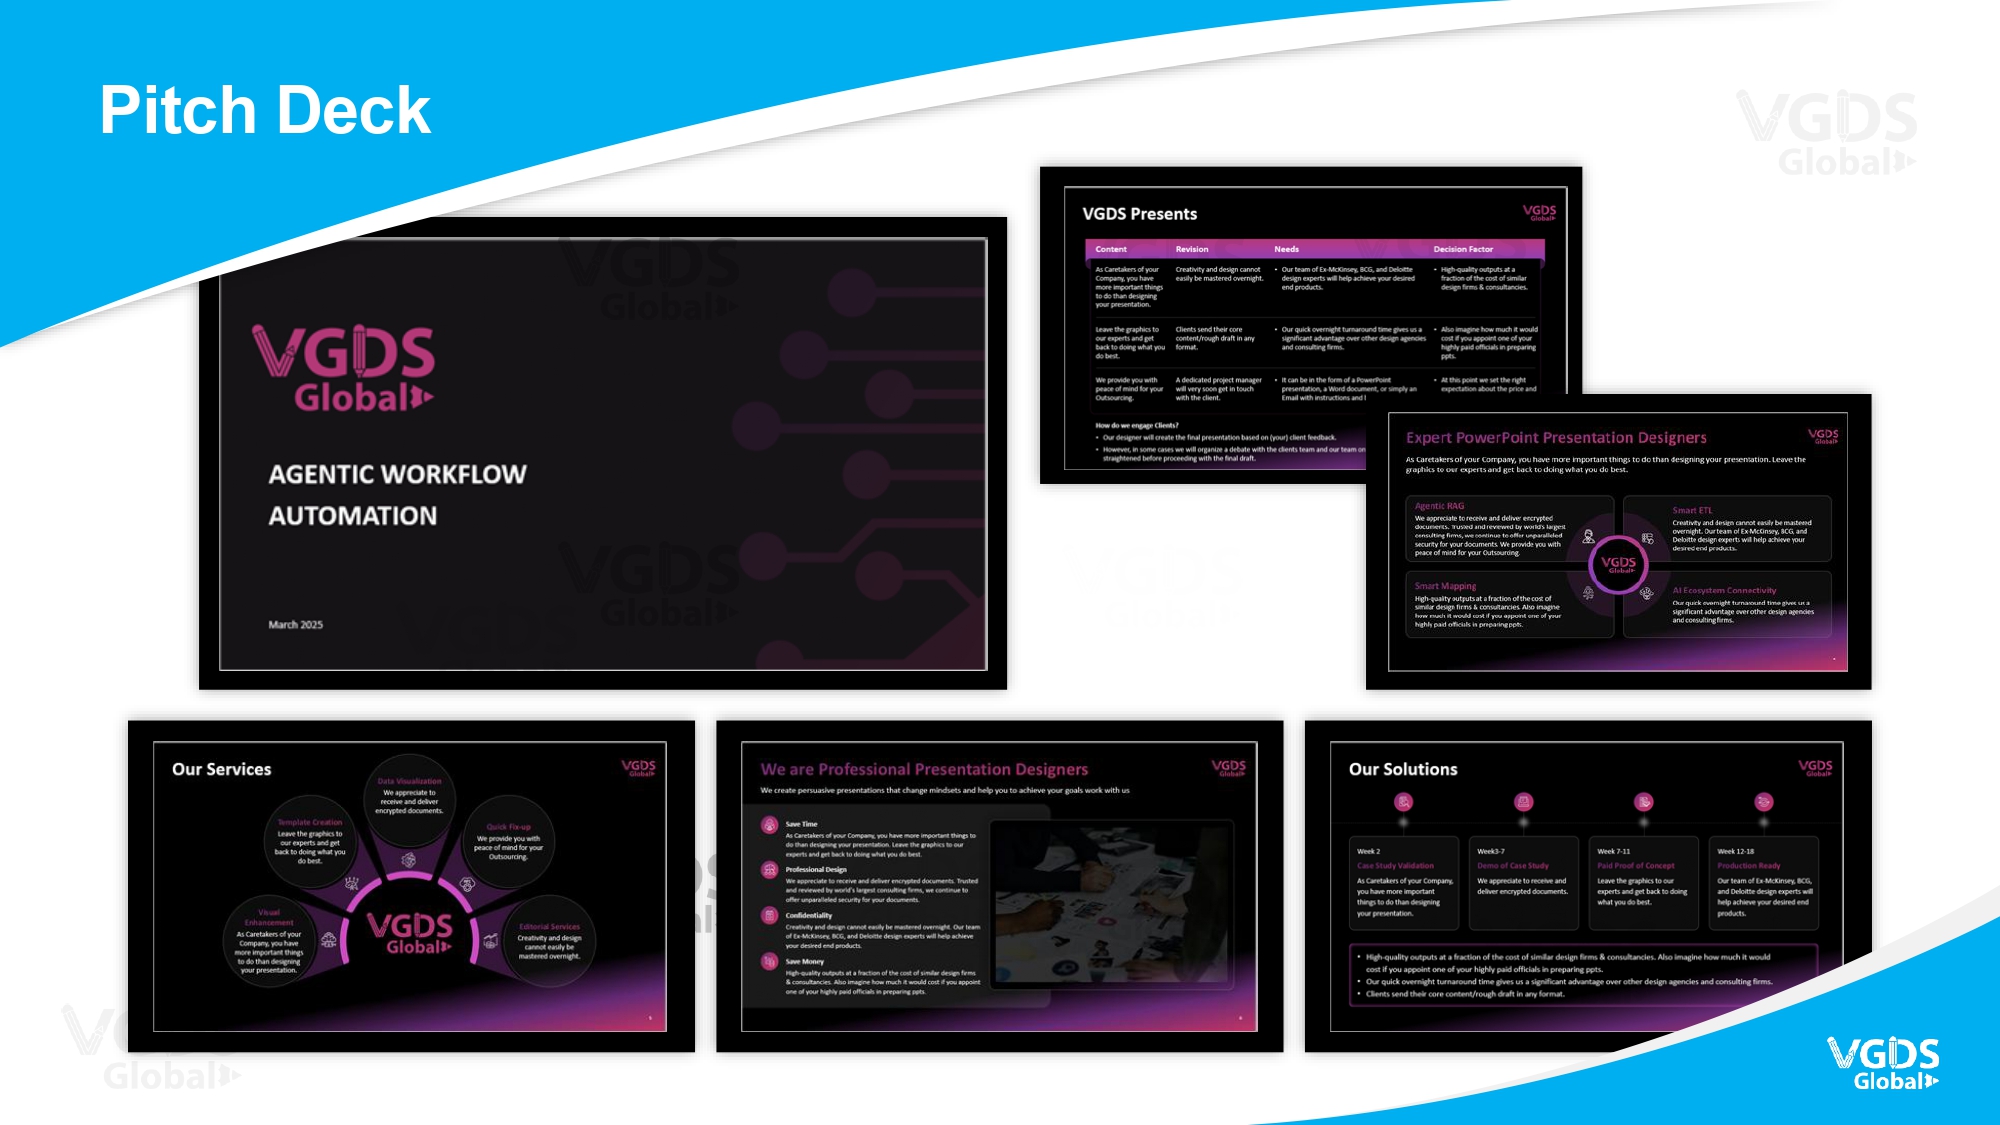 Pitch Deck
VGDS
Global
VGDS
Global
AGENTIC WORKFLOW
AUTOMATION
March 2025
VGDS Presents
VGDS
Global
Content Revision Needs Decision Factor
As Caretakers of your
Company, you have
more important things
to do than designing
your presentation.
Creativity and design cannot
easily be mastered overnight.
• Our team of Ex-McKinsey, BCG, and Deloitte
design experts will help achieve your desired
end products.
• High-quality outputs at a
fraction of the cost of similar
design firms & consultancies.
Leave the graphics to
our experts and get
back to doing what you
do best.
Clients send their core
content/rough draft in any
format.
• Our quick overnight turnaround time gives us a
significant advantage over other design agencies
and consulting firms.
• Also imagine how much it would
cost if you appoint one of your
highly paid officials in preparing
ppts.
We provide you with
peace of mind for your
Outsourcing.
A dedicated project manager
will very soon get in touch
with the client.
• It can be in the form of a PowerPoint
presentation, a Word document, or simply an
Email with instructions and
• At this point we set the right
expectation about the price and
How do we engage Clients?
• Our designer will create the final presentation based on (your) client feedback.
• However, in some cases we will organize a debate with the clients team and our team on
straightened before proceeding with the final draft.
Expert PowerPoint Presentation Designers
VGDS
Global
As Caretakers of your Company, you have more important things to do than designing your presentation. Leave the
graphics to our experts and get back to doing what you do best.
Agentic RAG
We appreciate to receive and deliver encrypted
documents. Trusted and reviewed by world's largest
consulting firms, we continue to offer unparalleled
security for your documents. We provide you with
peace of mind for your Outsourcing.
Smart ETL
Creativity and design cannot easily be mastered
overnight. Our team of Ex-McKinsey, BCG, and
Deloitte design experts will help achieve your
desired end products.
VGDS
Global
Smart Mapping
High-quality outputs at a fraction of the cost of
similar design firms & consultancies. Also imagine
how much it would cost if you appoint one of your
highly paid officials in preparing ppts.
AI Ecosystem Connectivity
Our quick overnight turnaround time gives us a
significant advantage over other design agencies
and consulting firms.
Our Services
VGDS
Global
Data Visualization
We appreciate to
receive and deliver
encrypted documents.
Template Creation
Leave the graphics to
our experts and get
back to doing what you
do best.
Quick Fix-up
We provide you with
peace of mind for your
Outsourcing.
Visual
Enhancement
As Caretakers of your
Company, you have
more important things
to do than designing
your presentation.
VGDS
Global
Editorial Services
Creativity and design
cannot easily be
mastered overnight.
We are Professional Presentation Designers
VGDS
Global
We create persuasive presentations that change mindsets and help you to achieve your goals work with us
Save Time
As Caretakers of your Company, you have more important things to
do than designing your presentation. Leave the graphics to our
experts and get back to doing what you do best.
Professional Design
We appreciate to receive and deliver encrypted documents. Trusted
and reviewed by world's largest consulting firms, we continue to
offer unparalleled security for your documents.
Confidentiality
Creativity and design cannot easily be mastered overnight. Our team
of Ex-McKinsey, BCG, and Deloitte design experts will help achieve
your desired end products.
Save Money
High-quality outputs at a fraction of the cost of similar design firms
& consultancies. Also imagine how much it would cost if you appoint
one of your highly paid officials in preparing ppts.
Our Solutions
VGDS
Global
Week 2
Case Study Validation
As Caretakers of your Company,
you have more important
things to do than designing
your presentation.
Week3-7
Demo of Case Study
We appreciate to receive and
deliver encrypted documents.
Week 7-11
Paid Proof of Concept
Leave the graphics to our
experts and get back to doing
what you do best.
Week 12-18
Production Ready
Our team of Ex-McKinsey, BCG,
and Deloitte design experts will
help achieve your desired end
products.
• High-quality outputs at a fraction of the cost of similar design firms & consultancies. Also imagine how much it would
cost if you appoint one of your highly paid officials in preparing ppts.
• Our quick overnight turnaround time gives us a significant advantage over other design agencies and consulting firms.
• Clients send their core content/rough draft in any format.
Global
VGDS
Global